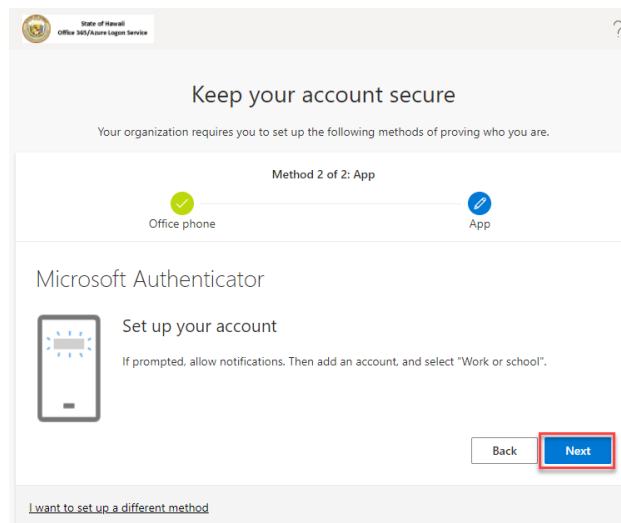 State of Hawaii
Office 365/Azure Logon Service
?
Keep your account secure
Your organization requires you to set up the following methods of proving who you are.
Method 2 of 2: App
Office phone
App
Microsoft Authenticator
Set up your account
If prompted, allow notifications. Then add an account, and select "Work or school".
Back
Next
I want to set up a different method